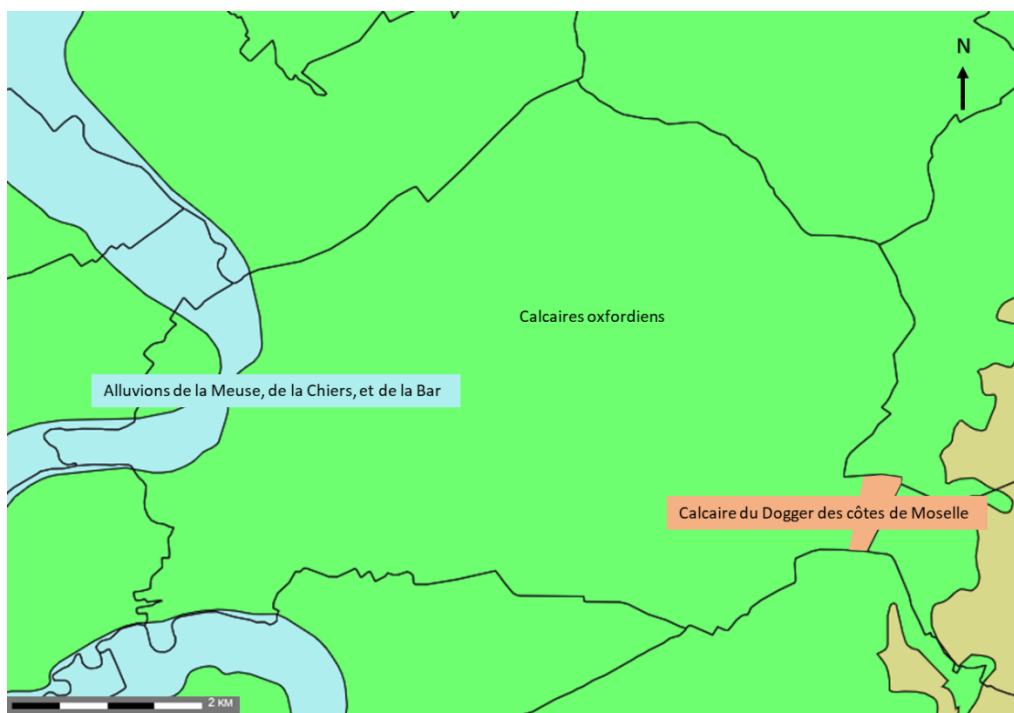 N
Calcaires oxfordiens
Alluvions de la Meuse, de la Chiers, et de la Bar
Calcaire du Dogger des côtes de Moselle
2 KM